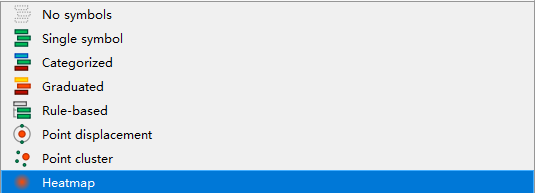 No symbols
Single symbol
Categorized
Graduated
Rule-based
Point displacement
Point cluster
Heatmap